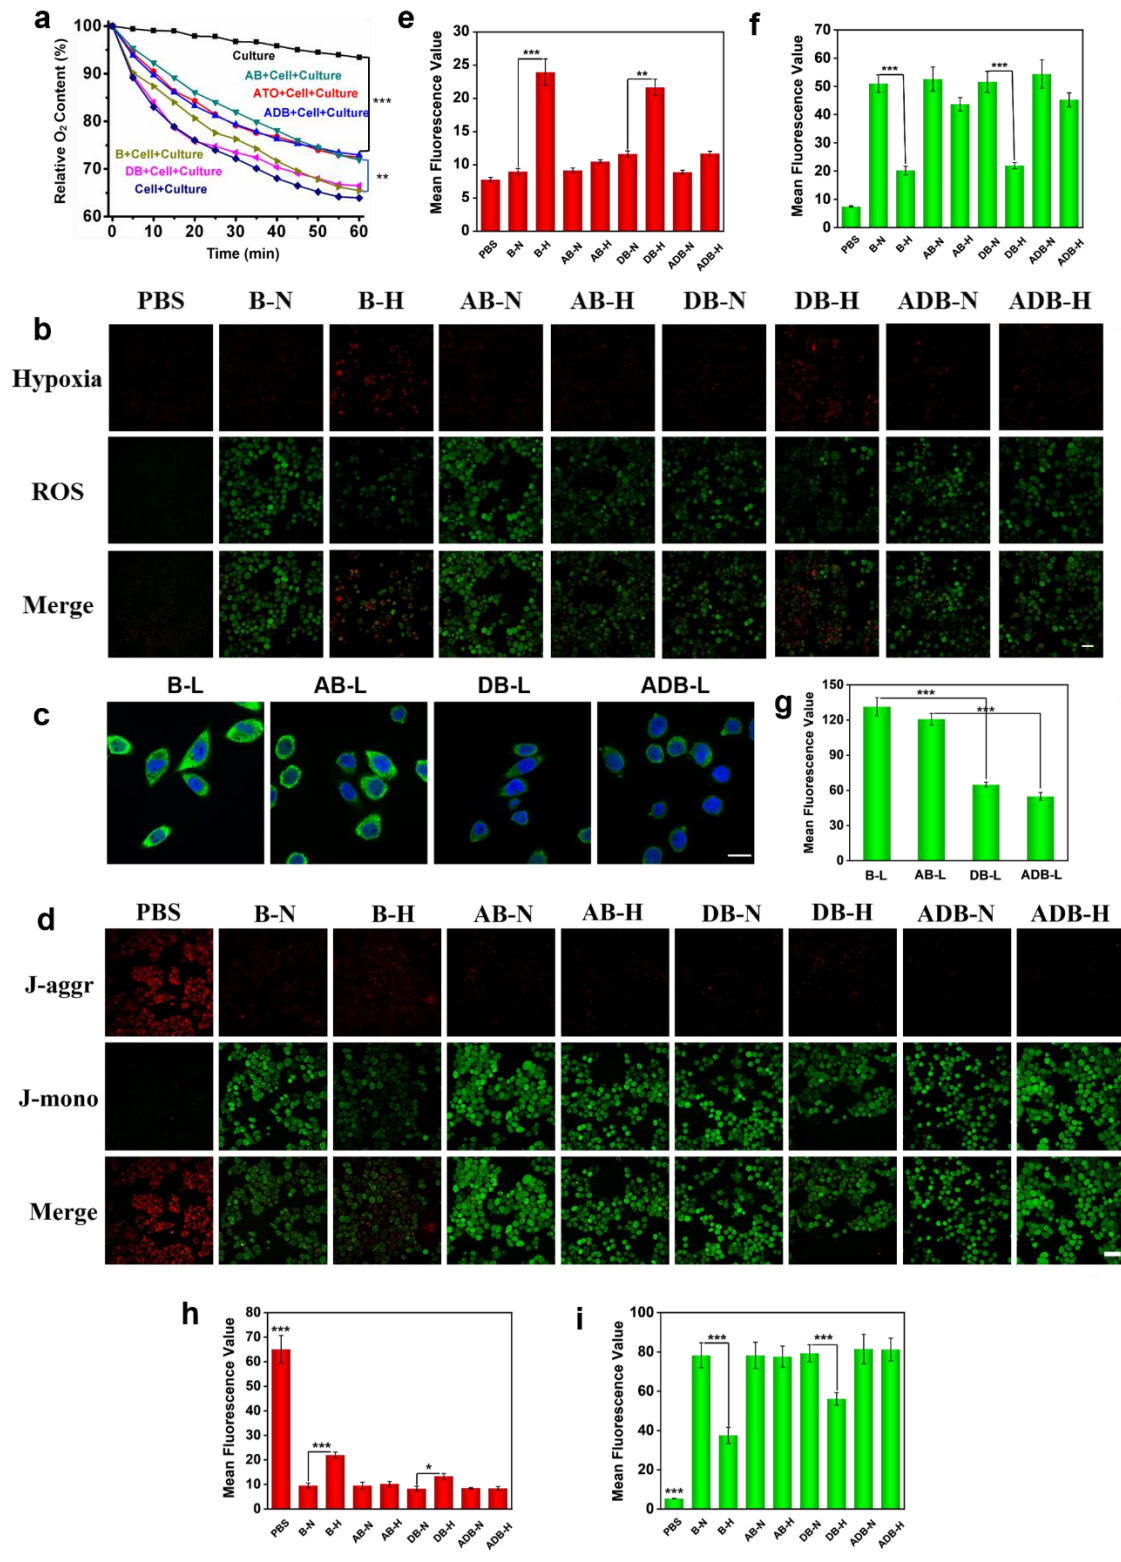 a
100
90
80
70
60
Relative O2 Content (%)
Culture
AB+Cell+Culture
ATO+Cell+Culture
ADB+Cell+Culture
B+Cell+Culture
DB+Cell+Culture
Cell+Culture
***
**
0 10 20 30 40 50 60
Time (min)
e
Mean Fluorescence Value
30
25
20
15
10
5
0
***
**
PBS B-N B-H AB-N AB-H DB-N DB-H ADB-N ADB-H
f
Mean Fluorescence Value
70
60
50
40
30
20
10
0
***
***
PBS B-N B-H AB-N AB-H DB-N DB-H ADB-N ADB-H
b
PBS B-N B-H AB-N AB-H DB-N DB-H ADB-N ADB-H
Hypoxia
ROS
Merge
c
B-L AB-L DB-L ADB-L
g
Mean Fluorescence Value
150
120
90
60
30
0
***
***
B-L AB-L DB-L ADB-L
d
PBS B-N B-H AB-N AB-H DB-N DB-H ADB-N ADB-H
J-aggr
J-mono
Merge
h
Mean Fluorescence Value
80
70
60
50
40
30
20
10
0
***
***
*
PBS B-N B-H AB-N AB-H DB-N DB-H ADB-N ADB-H
i
Mean Fluorescence Value
100
80
60
40
20
0
***
***
***
PBS B-N B-H AB-N AB-H DB-N DB-H ADB-N ADB-H